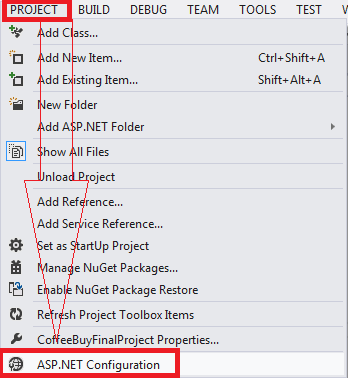 PROJECT BUILD DEBUG TEAM TOOLS TEST
Add Class...
Add New Item... Ctrl+Shift+A
Add Existing Item... Shift+Alt+A
New Folder
Add ASP.NET Folder
Show All Files
Unload Project
Add Reference...
Add Service Reference...
Set as StartUp Project
Manage NuGet Packages...
Enable NuGet Package Restore
Refresh Project Toolbox Items
CoffeeBuyFinalProject Properties...
ASP.NET Configuration